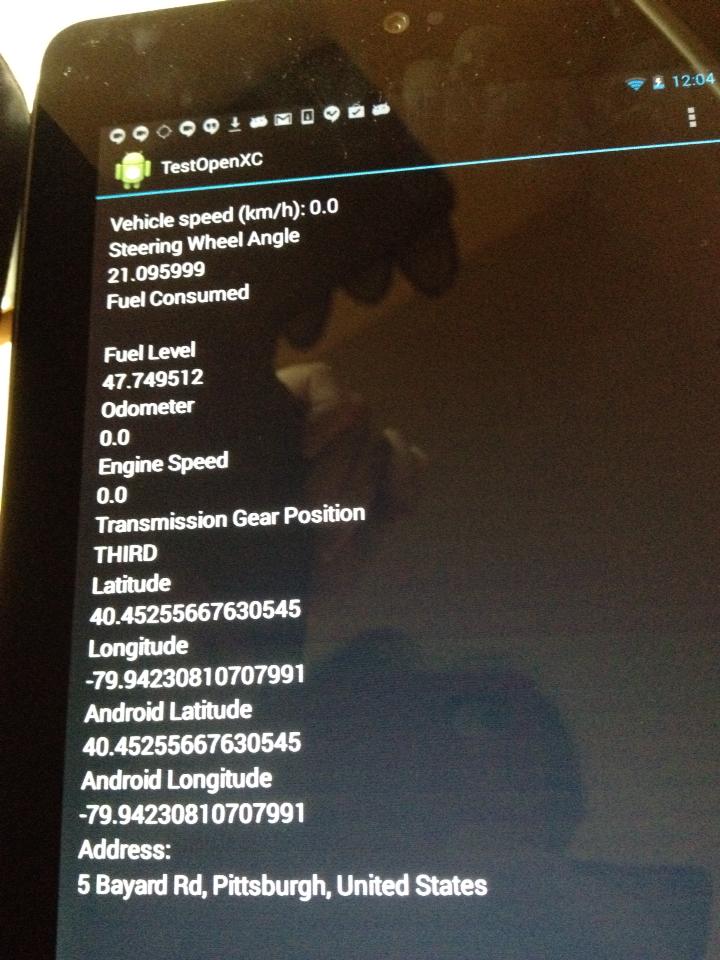 12:04
TestOpenXC
Vehicle speed (km/h): 0.0
Steering Wheel Angle
21.095999
Fuel Consumed
Fuel Level
47.749512
Odometer
0.0
Engine Speed
0.0
Transmission Gear Position
THIRD
Latitude
40.45255667630545
Longitude
-79.94230810707991
Android Latitude
40.45255667630545
Android Longitude
-79.94230810707991
Address:
5 Bayard Rd, Pittsburgh, United States